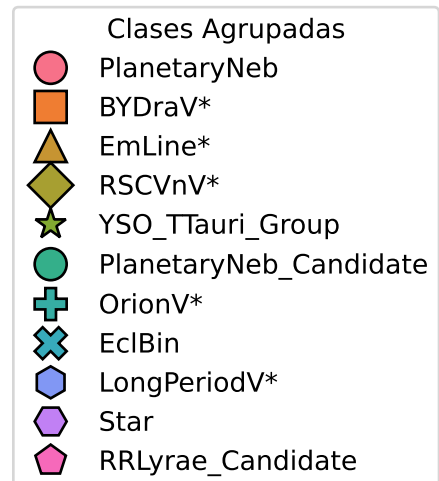 Clases Agrupadas
PlanetaryNeb
BYDraV*
EmLine*
RSCVnV*
YSO_TTauri_Group
PlanetaryNeb_Candidate
OrionV*
EclBin
LongPeriodV*
Star
RRLyrae_Candidate